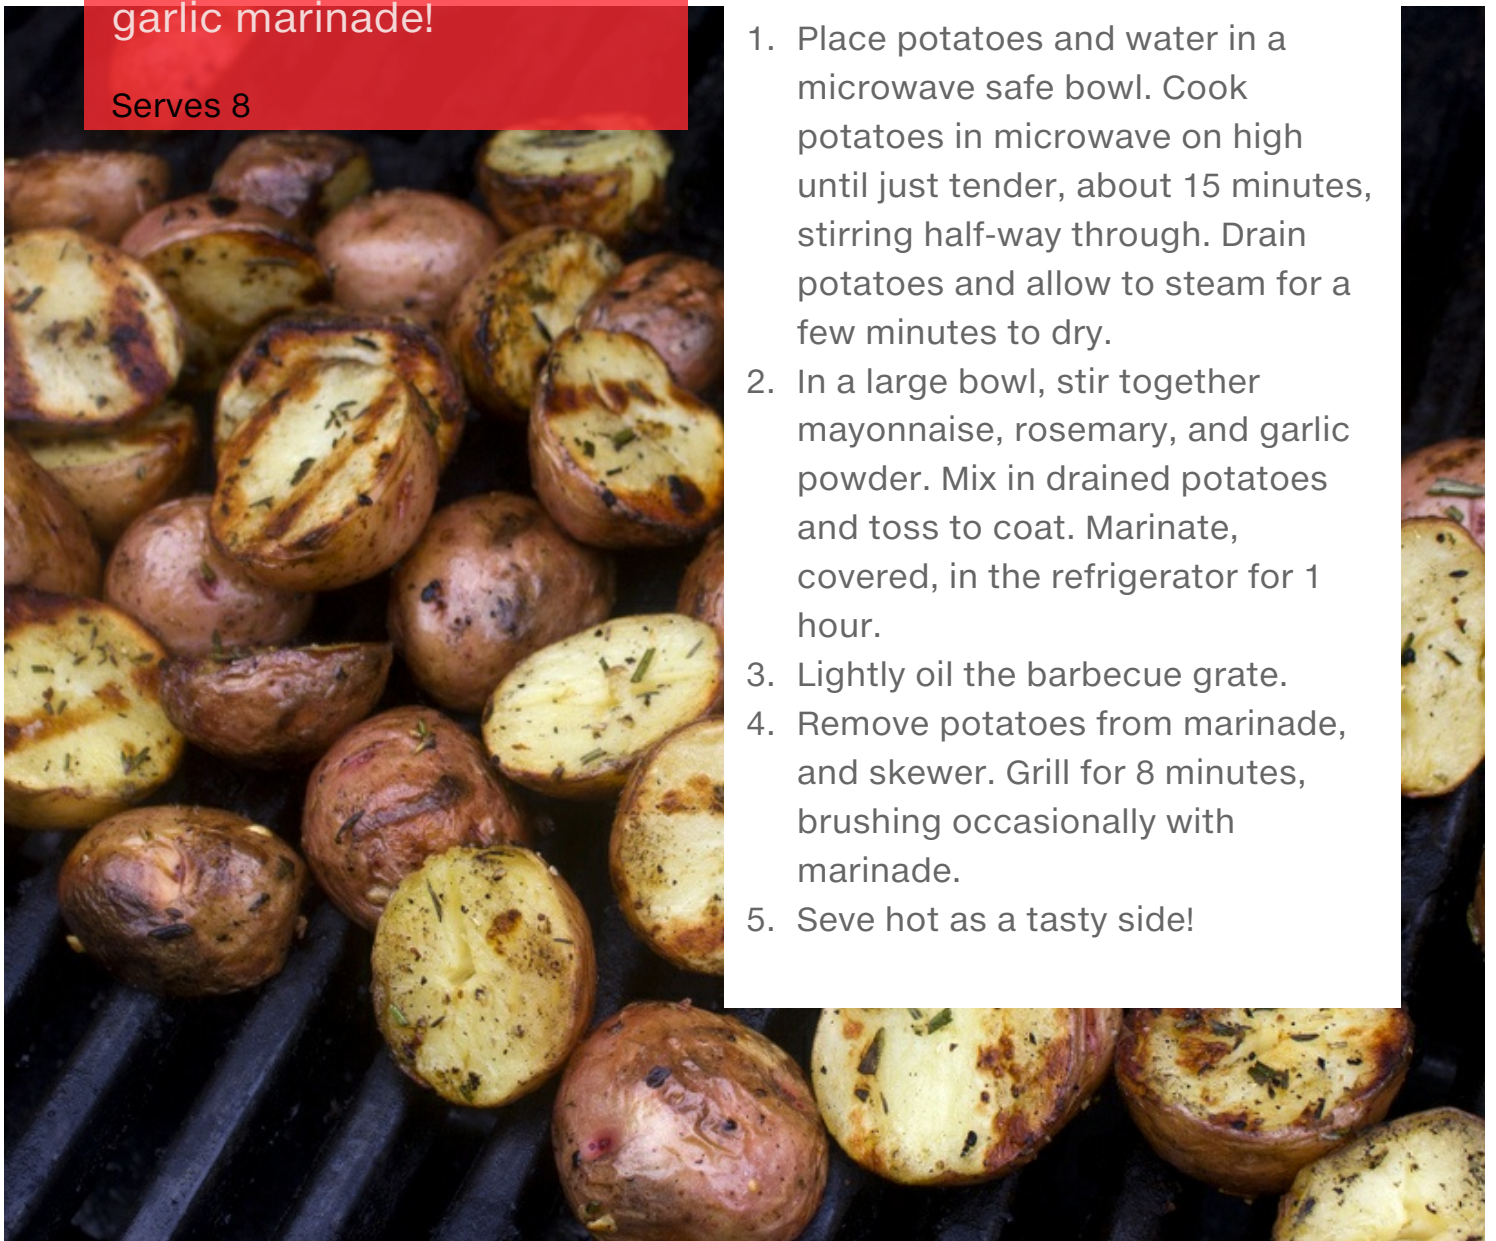 garlic marinade!
Serves 8
1. Place potatoes and water in a
microwave safe bowl. Cook
potatoes in microwave on high
until just tender, about 15 minutes,
stirring half-way through. Drain
potatoes and allow to steam for a
few minutes to dry.
2. In a large bowl, stir together
mayonnaise, rosemary, and garlic
powder. Mix in drained potatoes
and toss to coat. Marinate,
covered, in the refrigerator for 1
hour.
3. Lightly oil the barbecue grate.
4. Remove potatoes from marinade,
and skewer. Grill for 8 minutes,
brushing occasionally with
marinade.
5. Seve hot as a tasty side!